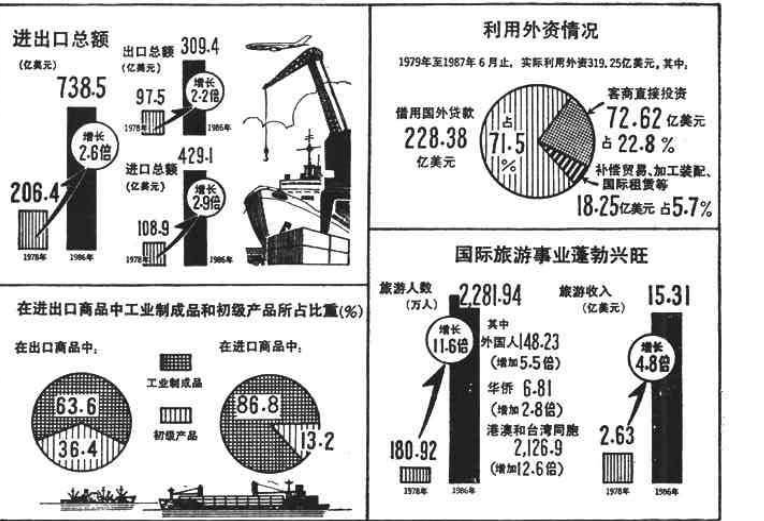 进出口总额
(亿美元)
738.5
增长
2.6倍
206.4
1978年
1986年
出口总额
(亿美元)
309.4
增长
2.2倍
97.5
1978年
1986年
进口总额
(亿美元)
429.1
增长
2.9倍
108.9
1978年
1986年
利用外资情况
1979年至1987年6月止，实际利用外资319.25亿美元，其中：
借用国外贷款
228.38
亿美元
占
71.5
%
客商直接投资
72.62亿美元
占22.8%
补偿贸易、加工装配、
国际租赁等
18.25亿美元 占5.7%
在进出口商品中工业制成品和初级产品所占比重(%)
在出口商品中：
63.6
36.4
工业制成品
初级产品
在进口商品中：
86.8
13.2
国际旅游事业蓬勃兴旺
旅游人数
(万人)
2,281.94
增长
11.6倍
180.92
1978年
1986年
其中
外国人148.23
(增加5.5倍)
华侨 6.81
(增加2.8倍)
港澳和台湾同胞
2,126.9
(增加12.6倍)
旅游收入
(亿美元)
15.31
增长
4.8倍
2.63
1978年
1986年